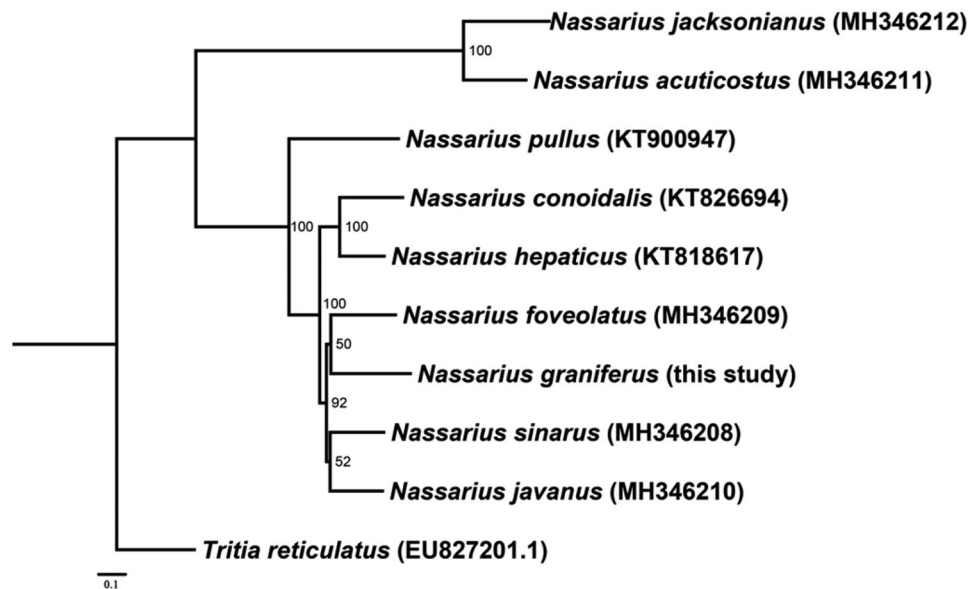 Nassarius jacksonianus (MH346212)
100
Nassarius acuticostus (MH346211)
Nassarius pullus (KT900947)
Nassarius conoidalis (KT826694)
100
100
Nassarius hepaticus (KT818617)
100
Nassarius foveolatus (MH346209)
50
Nassarius graniferus (this study)
92
Nassarius sinarus (MH346208)
52
Nassarius javanus (MH346210)
Tritia reticulatus (EU827201.1)
0.1